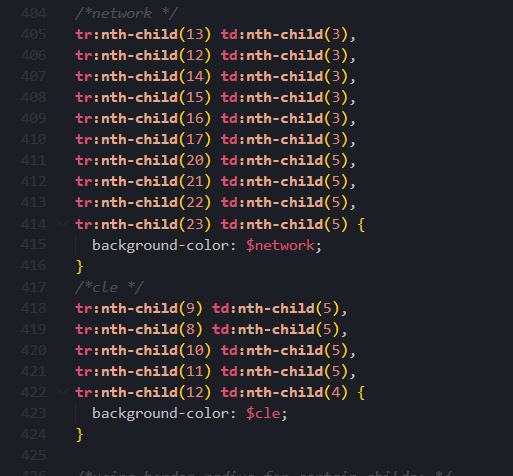 404 /*network */
405 tr:nth-child(13) td:nth-child(3),
406 tr:nth-child(12) td:nth-child(3),
407 tr:nth-child(14) td:nth-child(3),
408 tr:nth-child(15) td:nth-child(3),
409 tr:nth-child(16) td:nth-child(3),
410 tr:nth-child(17) td:nth-child(3),
411 tr:nth-child(20) td:nth-child(5),
412 tr:nth-child(21) td:nth-child(5),
413 tr:nth-child(22) td:nth-child(5),
414 tr:nth-child(23) td:nth-child(5) {
415 background-color: $network;
416 }
417 /*cle */
418 tr:nth-child(9) td:nth-child(5),
419 tr:nth-child(8) td:nth-child(5),
420 tr:nth-child(10) td:nth-child(5),
421 tr:nth-child(11) td:nth-child(5),
422 tr:nth-child(12) td:nth-child(4) {
423 background-color: $cle;
424 }
425